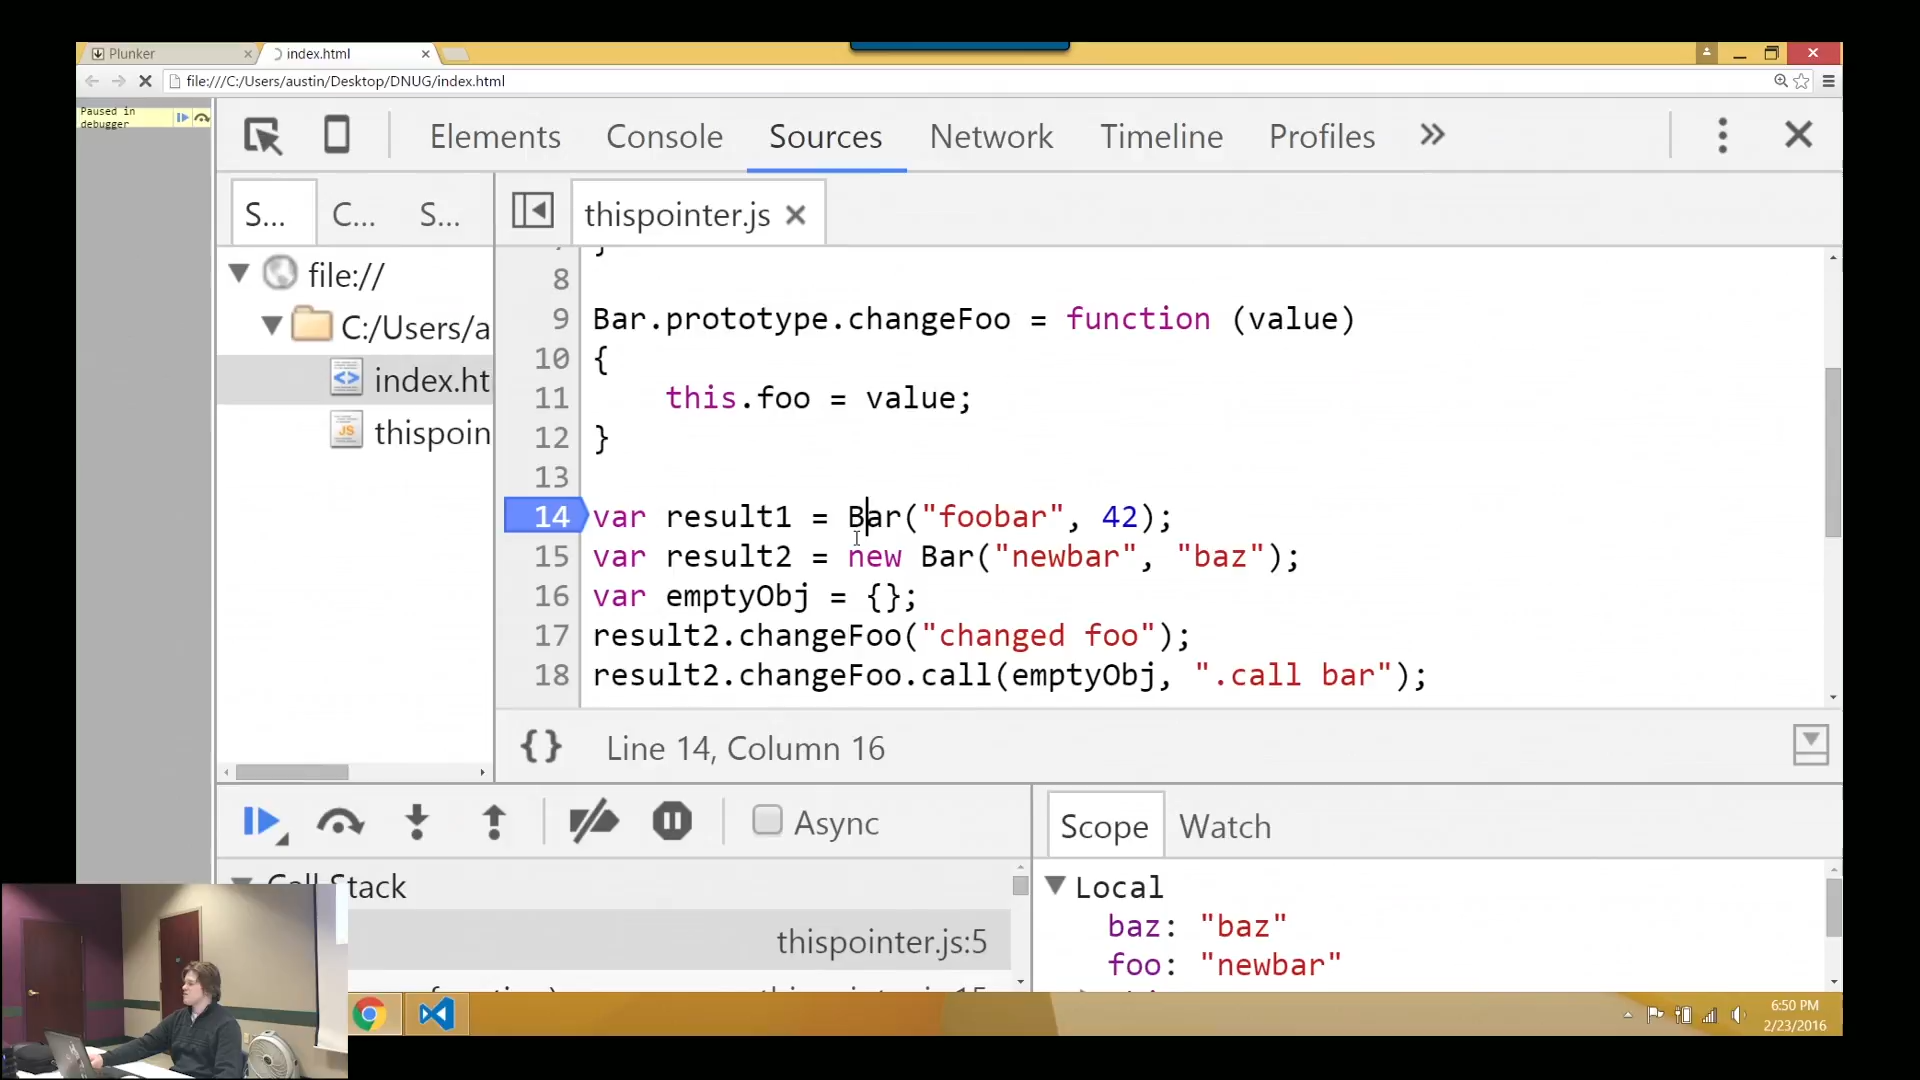 Plunker
index.html
file:///C:/Users/austin/Desktop/DNUG/index.html
Paused in
debugger
Elements Console Sources Network Timeline Profiles »
S... C... S...
thispointer.js
file://
C:/Users/a
index.ht
thispoin
8
9 Bar.prototype.changeFoo = function (value)
10 {
11 this.foo = value;
12 }
13
14 var result1 = Bar("foobar", 42);
15 var result2 = new Bar("newbar", "baz");
16 var emptyObj = {};
17 result2.changeFoo("changed foo");
18 result2.changeFoo.call(emptyObj, ".call bar");
{} Line 14, Column 16
Async
Scope Watch
Call Stack
thispointer.js:5
Local
baz: "baz"
foo: "newbar"
6:50 PM
2/23/2016